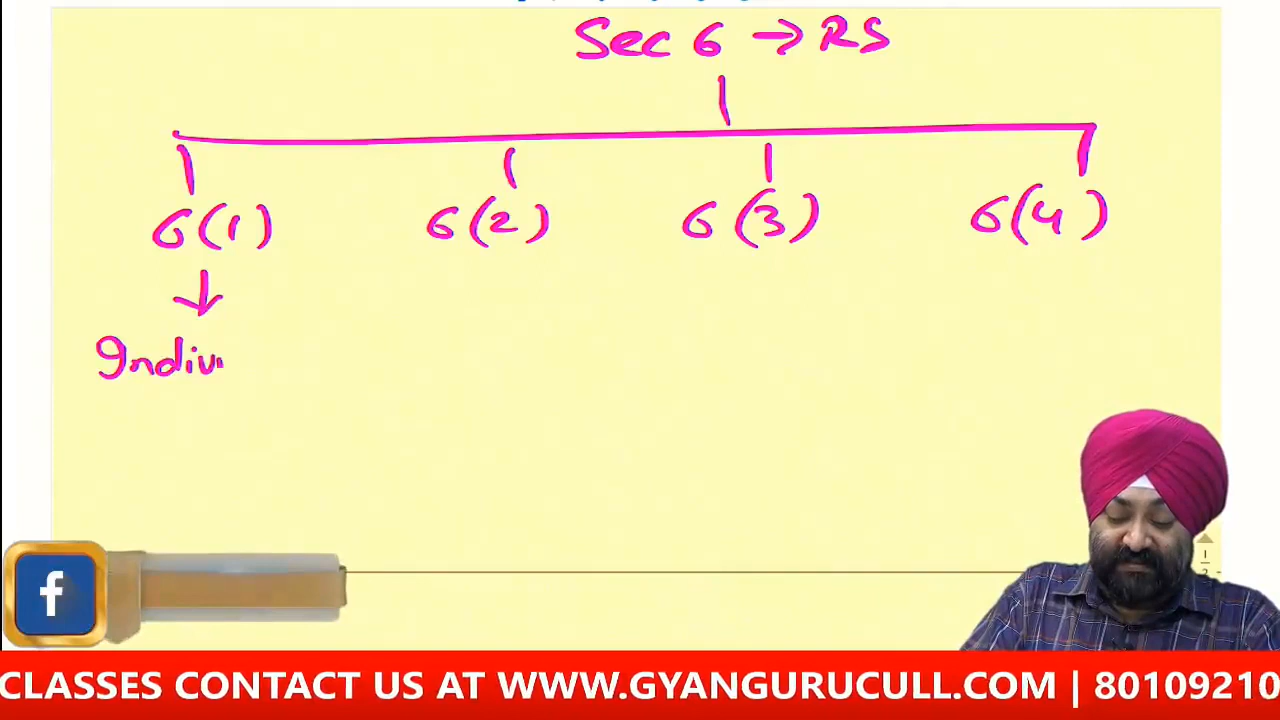 Sec 6 → RS
6(1) 6(2) 6(3) 6(4)
↓
Indivi
f
CLASSES CONTACT US AT WWW.GYANGURUCULL.COM | 80109210